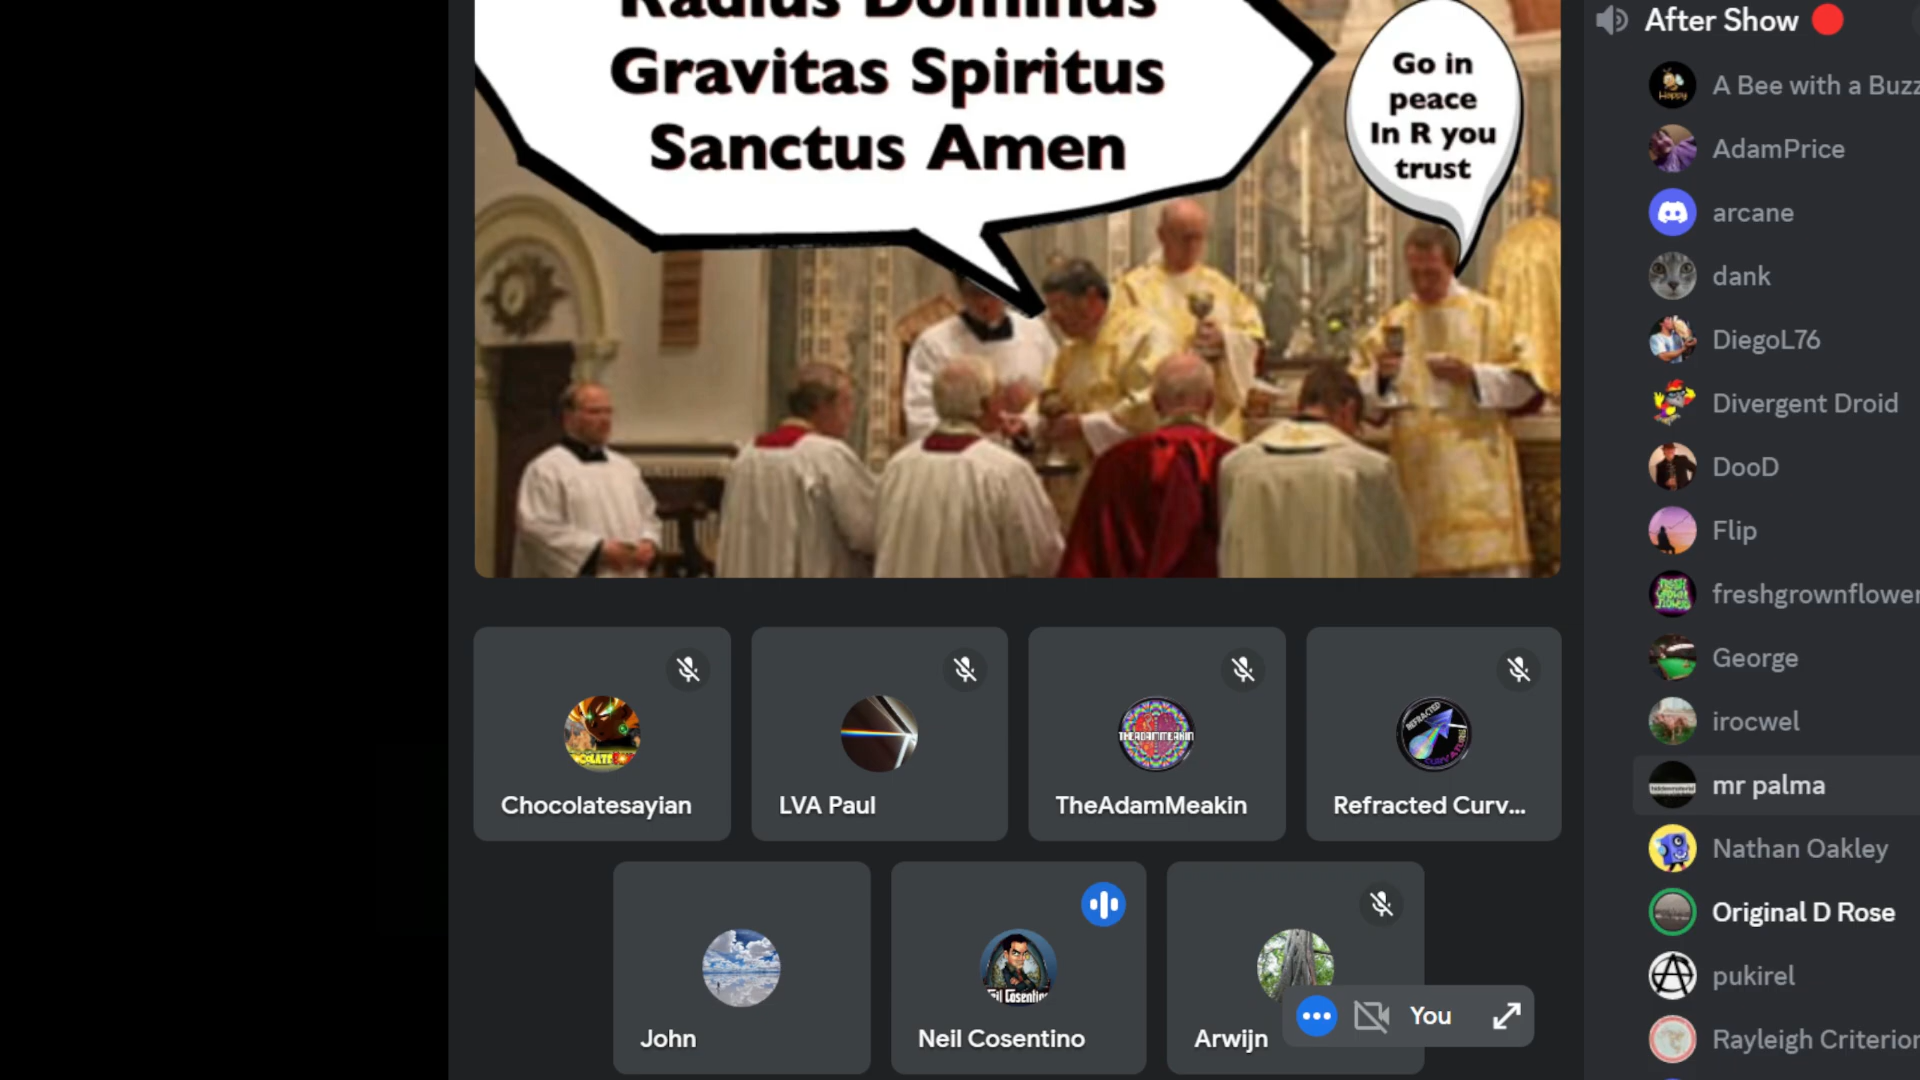 Radius Dominus
Gravitas Spiritus
Sanctus Amen
Go in
peace
In R you
trust
Chocolatesayian
LVA Paul
TheAdamMeakin
Refracted Curv...
John
Neil Cosentino
Arwijn
You
After Show
A Bee with a Buzz
AdamPrice
arcane
dank
DiegoL76
Divergent Droid
DooD
Flip
freshgrownflower
George
irocwel
mr palma
Nathan Oakley
Original D Rose
pukirel
Rayleigh Criterion